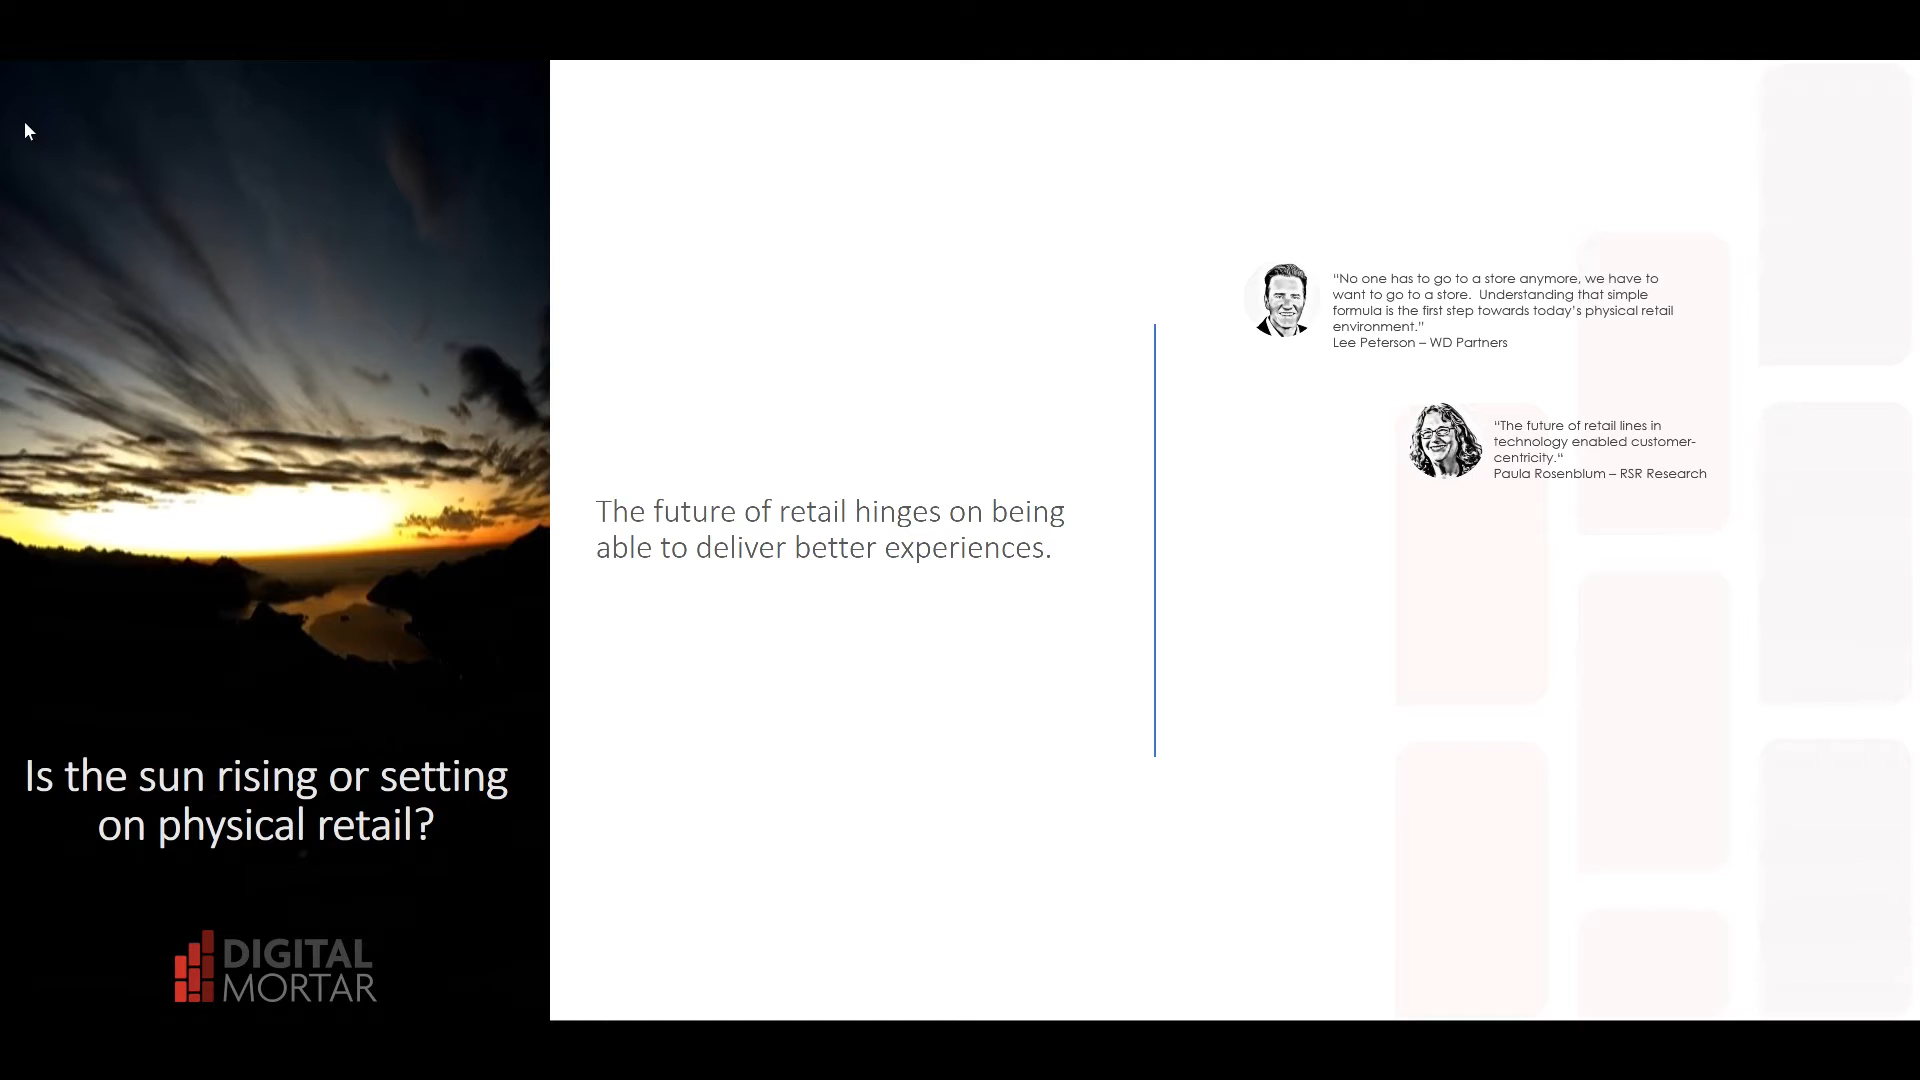 Is the sun rising or setting
on physical retail?
DIGITAL
MORTAR
The future of retail hinges on being
able to deliver better experiences.
“No one has to go to a store anymore, we have to
want to go to a store.  Understanding that simple
formula is the first step towards today’s physical retail
environment.”
Lee Peterson – WD Partners
“The future of retail lines in
technology enabled customer-
centricity.“
Paula Rosenblum – RSR Research